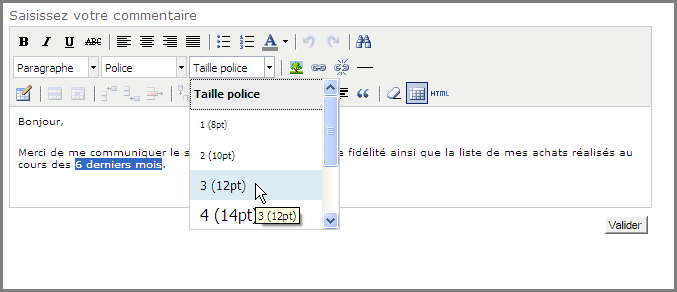 Saisissez votre commentaire
B I U ABC A
Paragraphe Police Taille police
HTML
Taille police
1 (8pt)
2 (10pt)
3 (12pt)
4 (14pt)
3 (12pt)
Bonjour,
Merci de me communiquer le s e fidélité ainsi que la liste de mes achats réalisés au
cours des 6 derniers mois.
Valider